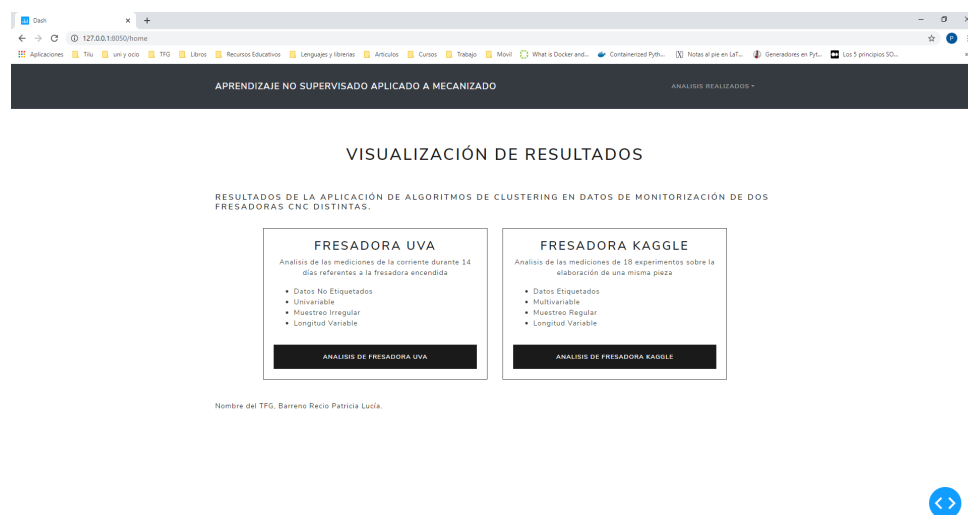 Dash
127.0.0.1:8050/home
Aplicaciones Tilu uni y ocio TFG Libros Recursos Educativos Lenguajes y librerias Articulos Cursos Trabajo Movil What is Docker and... Containerized Pyth... Notas al pie en LaT... Generadores en Pyt... Los 5 principios SO...
APRENDIZAJE NO SUPERVISADO APLICADO A MECANIZADO
ANALISIS REALIZADOS
VISUALIZACIÓN DE RESULTADOS
RESULTADOS DE LA APLICACIÓN DE ALGORITMOS DE CLUSTERING EN DATOS DE MONITORIZACIÓN DE DOS
FRESADORAS CNC DISTINTAS.
FRESADORA UVA
Analisis de las mediciones de la corriente durante 14
días referentes a la fresadora encendida
• Datos No Etiquetados
• Univariable
• Muestreo Irregular
• Longitud Variable
ANALISIS DE FRESADORA UVA
FRESADORA KAGGLE
Analisis de las mediciones de 18 experimentos sobre la
elaboración de una misma pieza
• Datos Etiquetados
• Multivariable
• Muestreo Regular
• Longitud Variable
ANALISIS DE FRESADORA KAGGLE
Nombre del TFG, Barreno Recio Patricia Lucía.